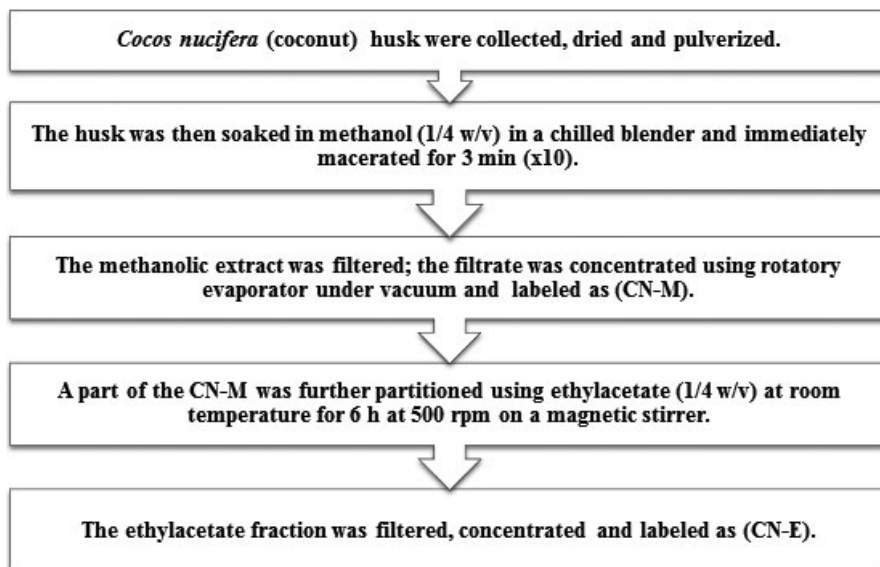 Cocos nucifera (coconut) husk were collected, dried and pulverized.
The husk was then soaked in methanol (1/4 w/v) in a chilled blender and immediately
macerated for 3 min (x10).
The methanolic extract was filtered; the filtrate was concentrated using rotatory
evaporator under vacuum and labeled as (CN-M).
A part of the CN-M was further partitioned using ethylacetate (1/4 w/v) at room
temperature for 6 h at 500 rpm on a magnetic stirrer.
The ethylacetate fraction was filtered, concentrated and labeled as (CN-E).